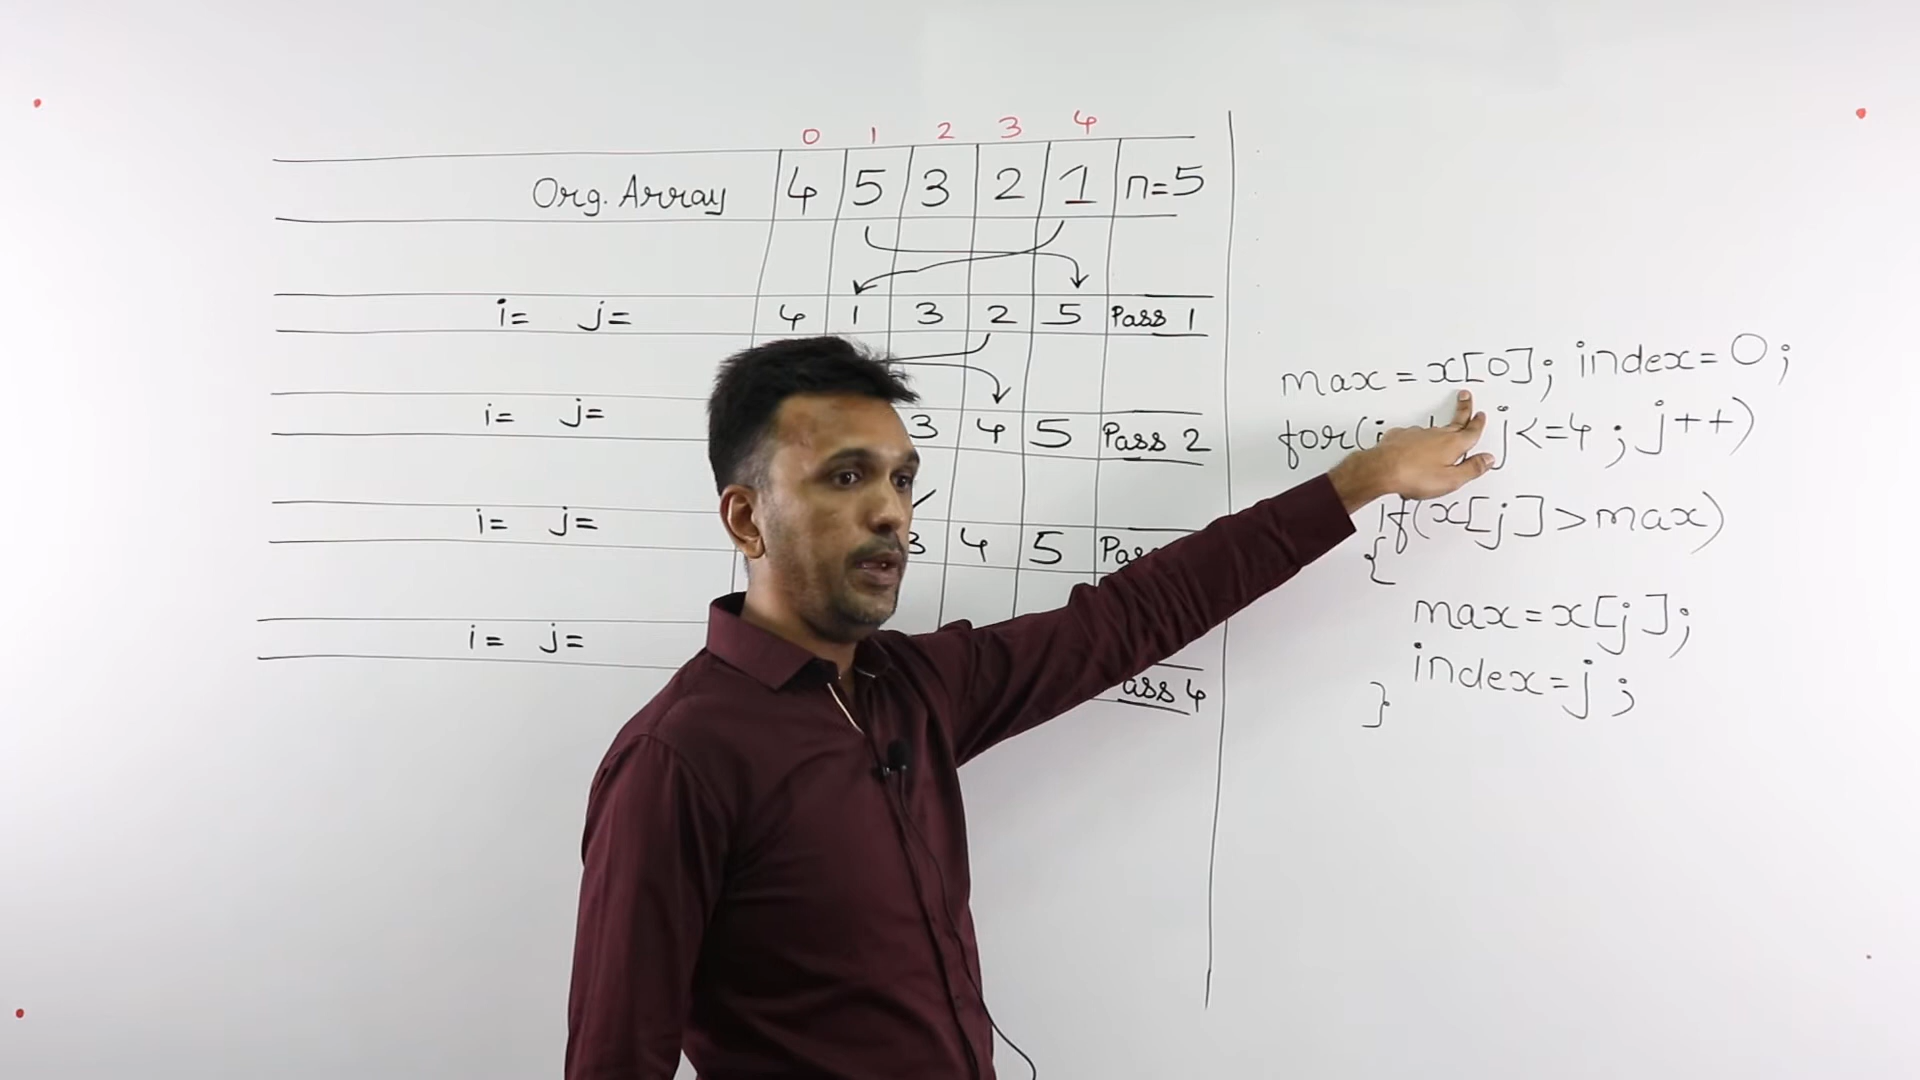 0 1 2 3 4
Org. Array 4 5 3 2 1 n=5
i= j= 4 1 3 2 5 Pass 1
i= j= 3 4 5 Pass 2
i= j= 3 4 5
i= j= ass 4
max = x[0]; index = 0;
for( j<=4 ; j++)
if(x[j]>max)
{
max=x[j];
index=j;
}